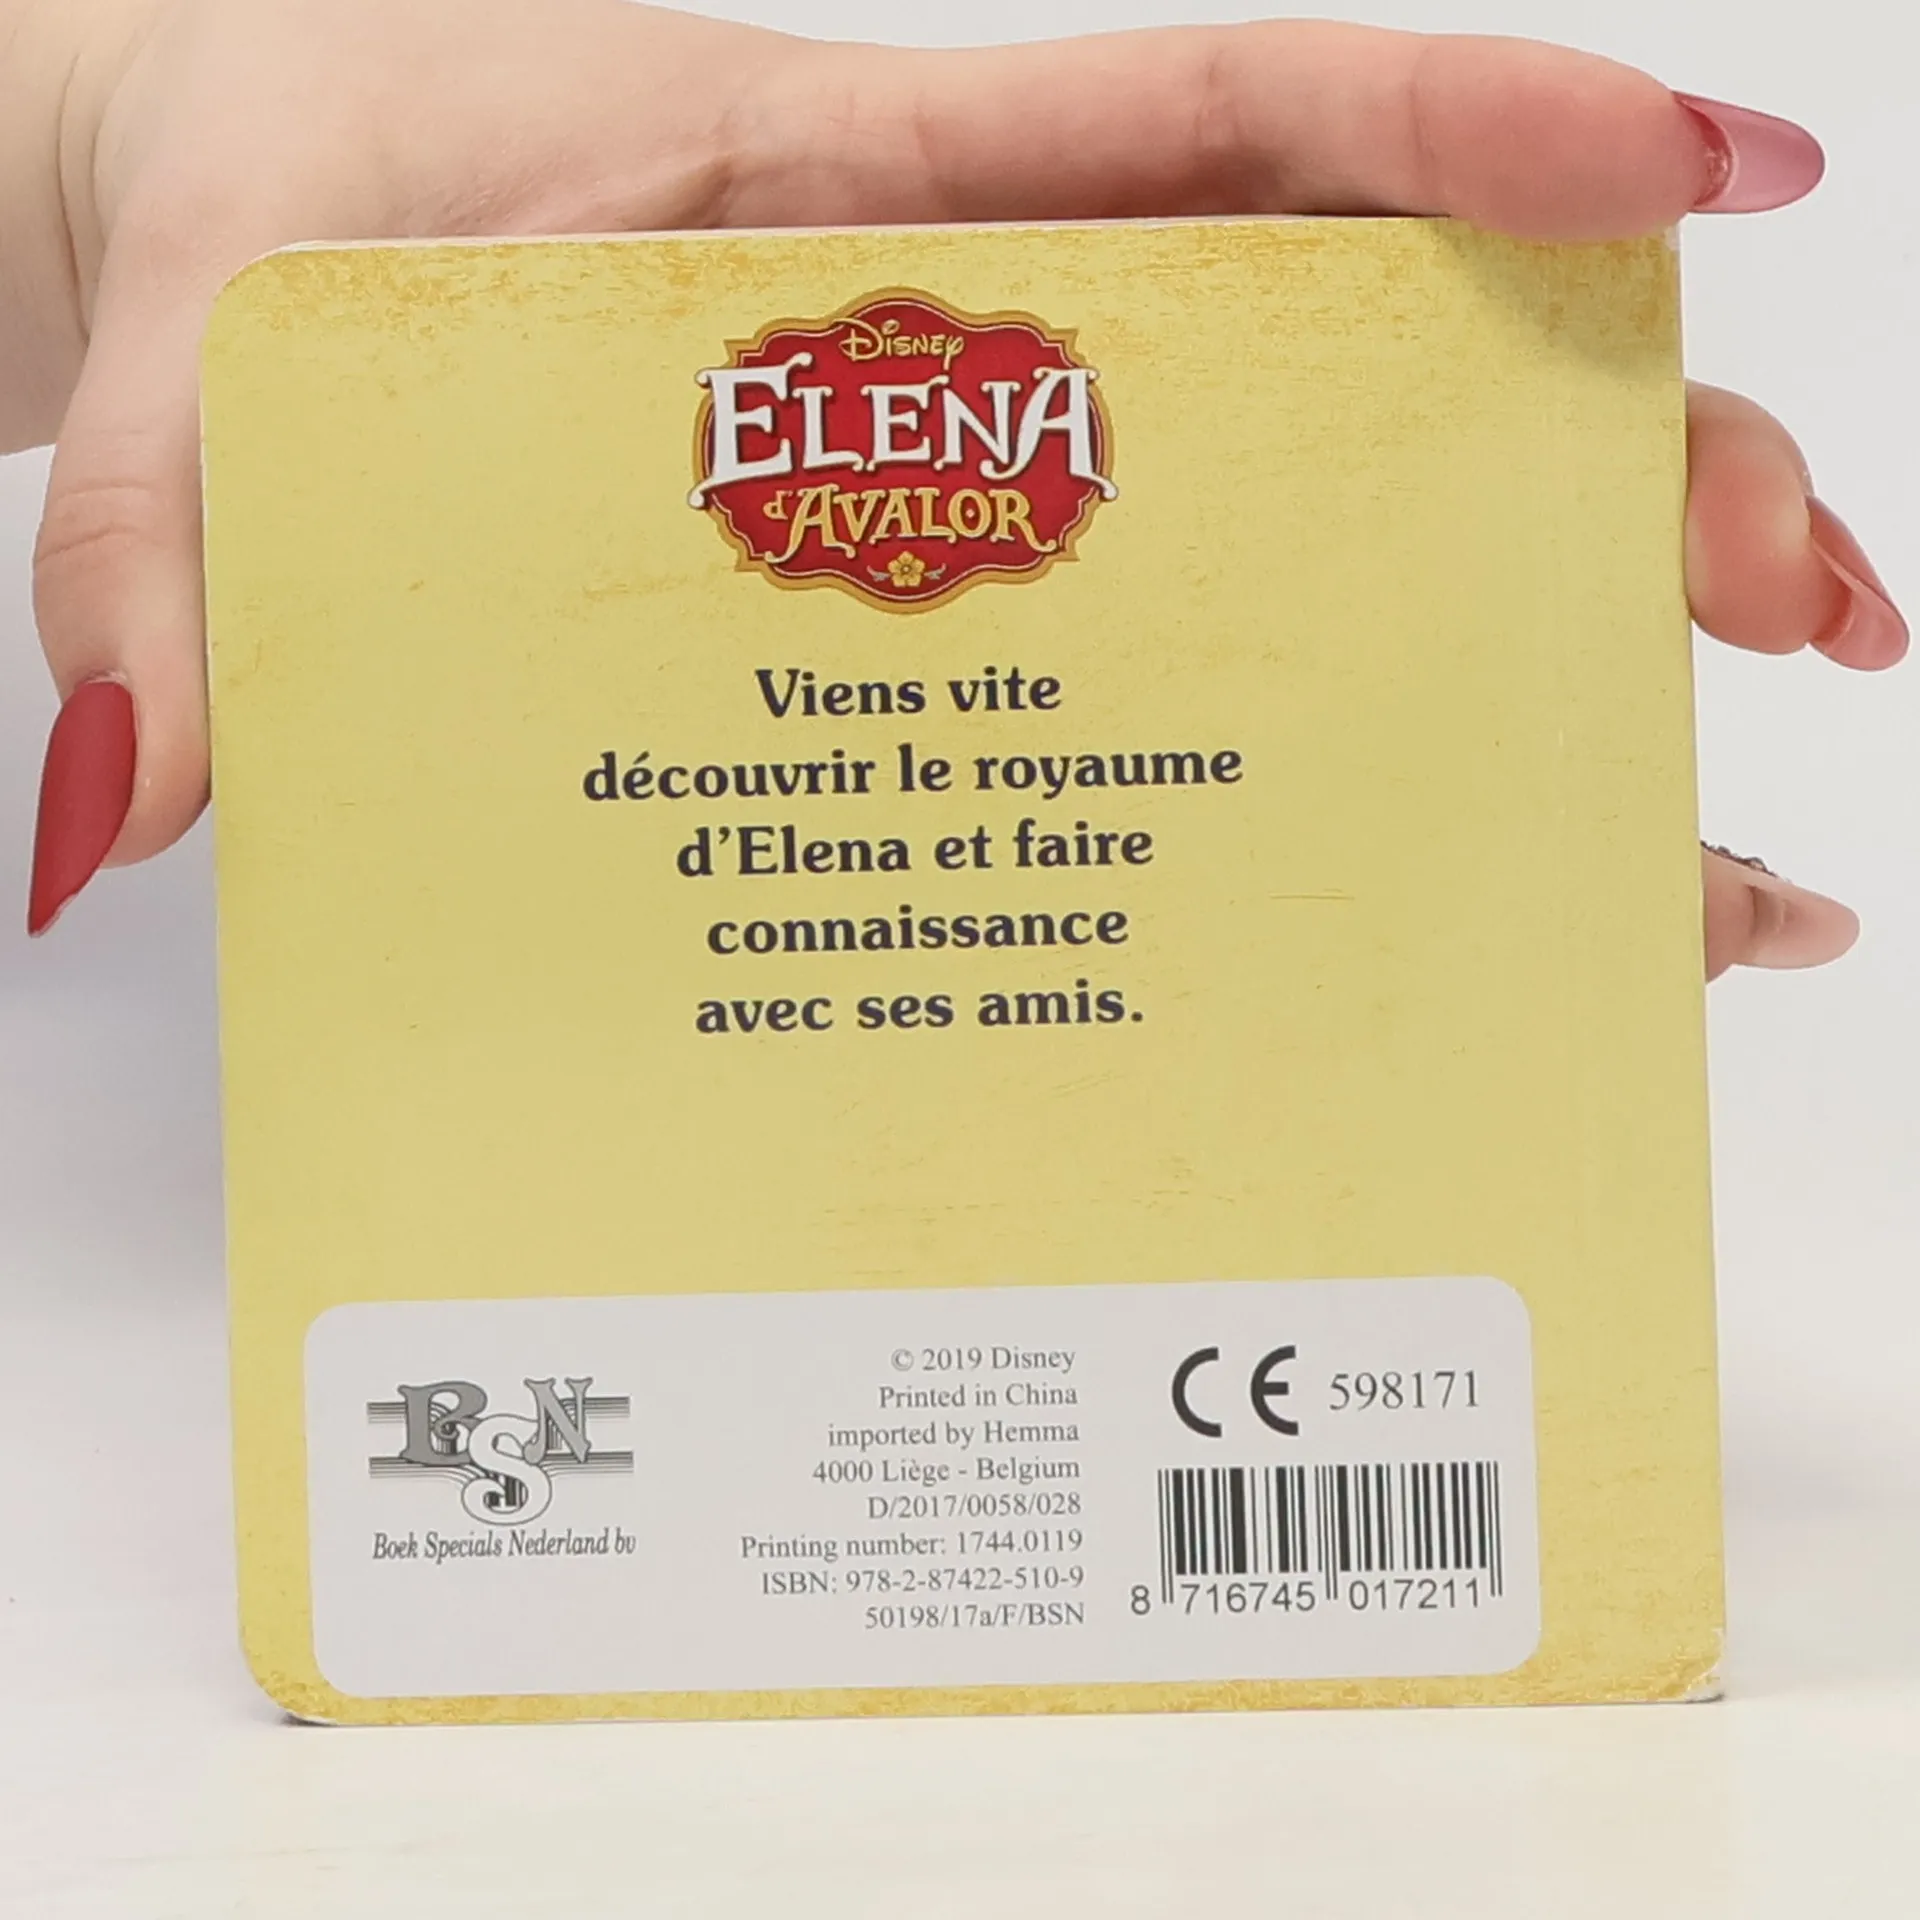 Disney
ELENA
d'AVALOR
Viens vite
découvrir le royaume
d'Elena et faire
connaissance
avec ses amis.
BSN
Boek Specials Nederland bv
© 2019 Disney
Printed in China
imported by Hemma
4000 Liège - Belgium
D/2017/0058/028
Printing number: 1744.0119
ISBN: 978-2-87422-510-9
50198/17a/F/BSN
CE 598171
8 716745 017211